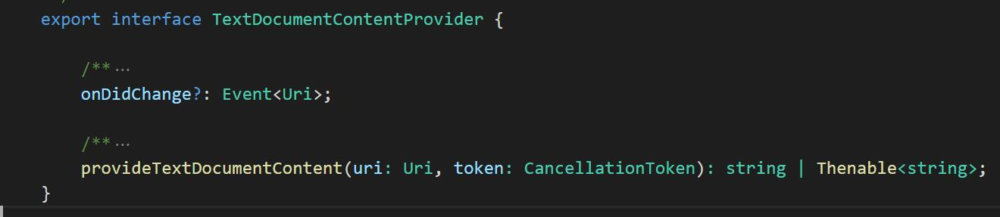 export interface TextDocumentContentProvider {
/** ...
onDidChange?: Event<Uri>;
/** ...
provideTextDocumentContent(uri: Uri, token: CancellationToken): string | Thenable<string>;
}